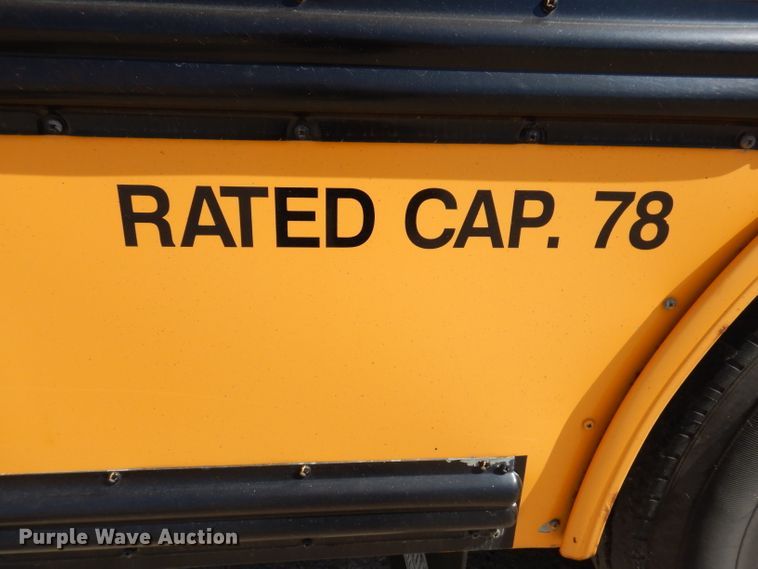 RATED CAP. 78
Purple Wave Auction